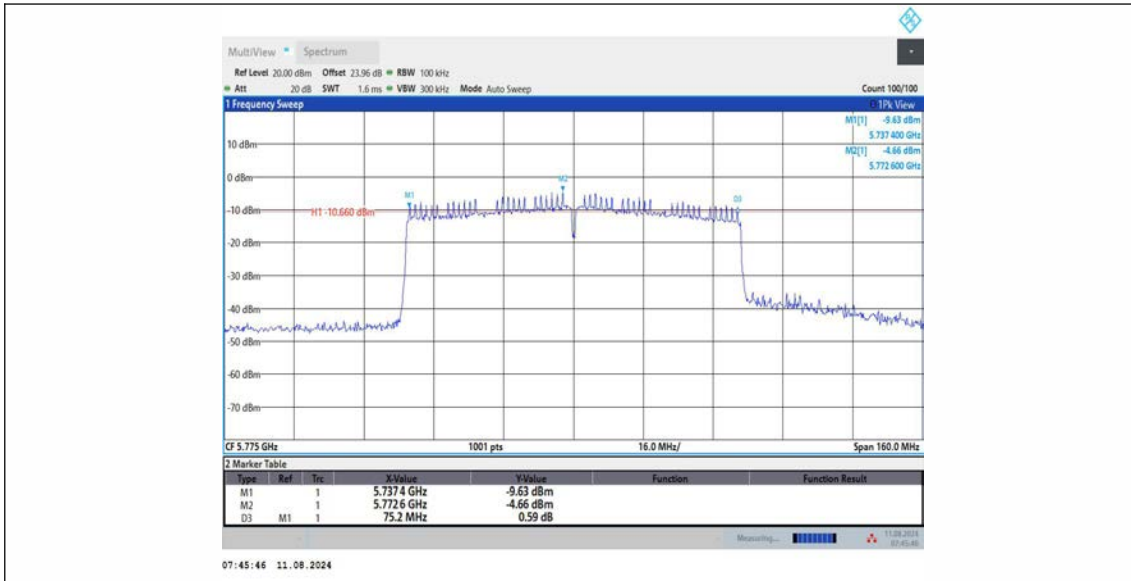 MultiView Spectrum
Ref Level 20.00 dBm Offset 23.96 dB RBW 100 kHz
Att 20 dB SWT 1.6 ms VBW 300 kHz Mode Auto Sweep Count 100/100
1 Frequency Sweep 1Pk View
M1[1] -9.63 dBm
5.737 400 GHz
10 dBm
M2[1] -4.66 dBm
5.772 600 GHz
0 dBm
M2
M1
D3
-10 dBm
H1 -10.660 dBm
-20 dBm
-30 dBm
-40 dBm
-50 dBm
-60 dBm
-70 dBm
CF 5.775 GHz 1001 pts 16.0 MHz/ Span 160.0 MHz
2 Marker Table
Type Ref Trc X-Value Y-Value Function Function Result
M1 1 5.7374 GHz -9.63 dBm
M2 1 5.7726 GHz -4.66 dBm
D3 M1 1 75.2 MHz 0.59 dB
Measuring...
11.08.2024
07:45:46
07:45:46 11.08.2024